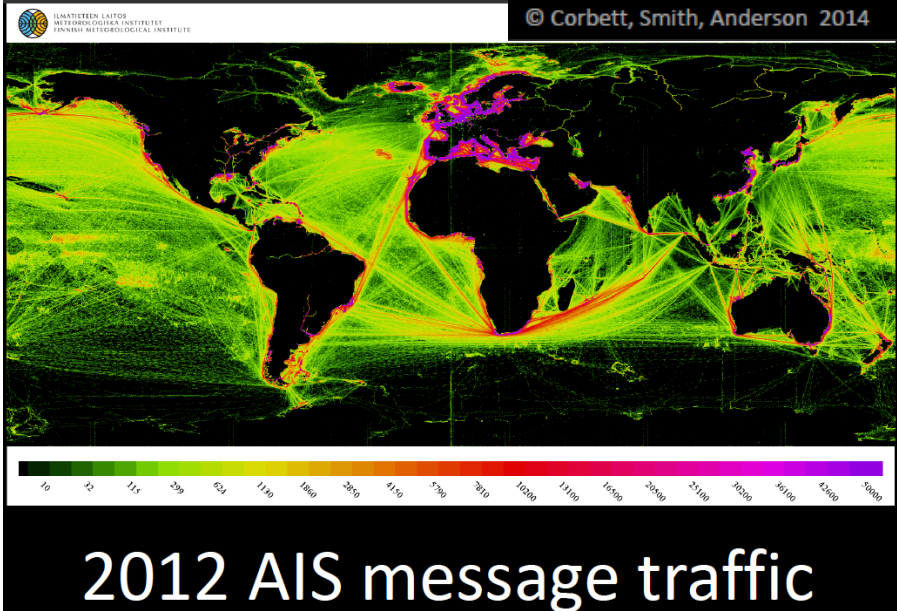 ILMATIETEEN LAITOS
METEOROLOGISKA INSTITUTET
FINNISH METEOROLOGICAL INSTITUTE
© Corbett, Smith, Anderson 2014
10 32 115 299 624 1130 1860 2850 4150 5790 7810 10200 13100 16500 20500 25100 30200 36100 42600 50000
2012 AIS message traffic